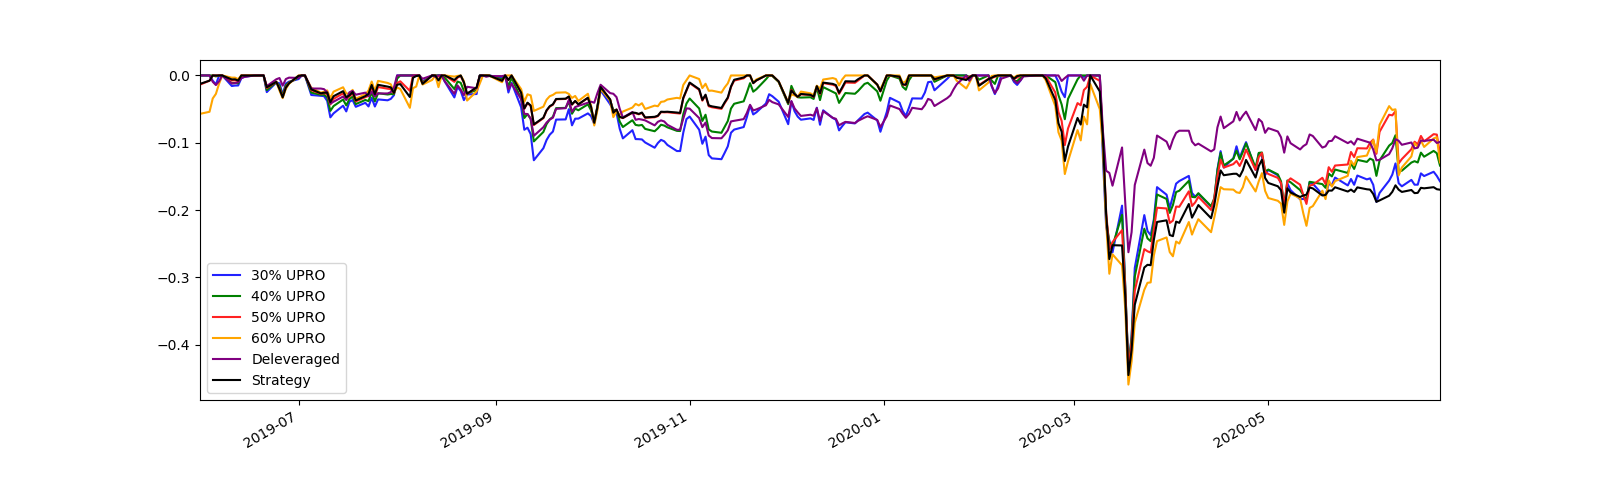 0.0
−0.1
−0.2
−0.3
−0.4
30% UPRO
40% UPRO
50% UPRO
60% UPRO
Deleveraged
Strategy
2019-07
2019-09
2019-11
2020-01
2020-03
2020-05